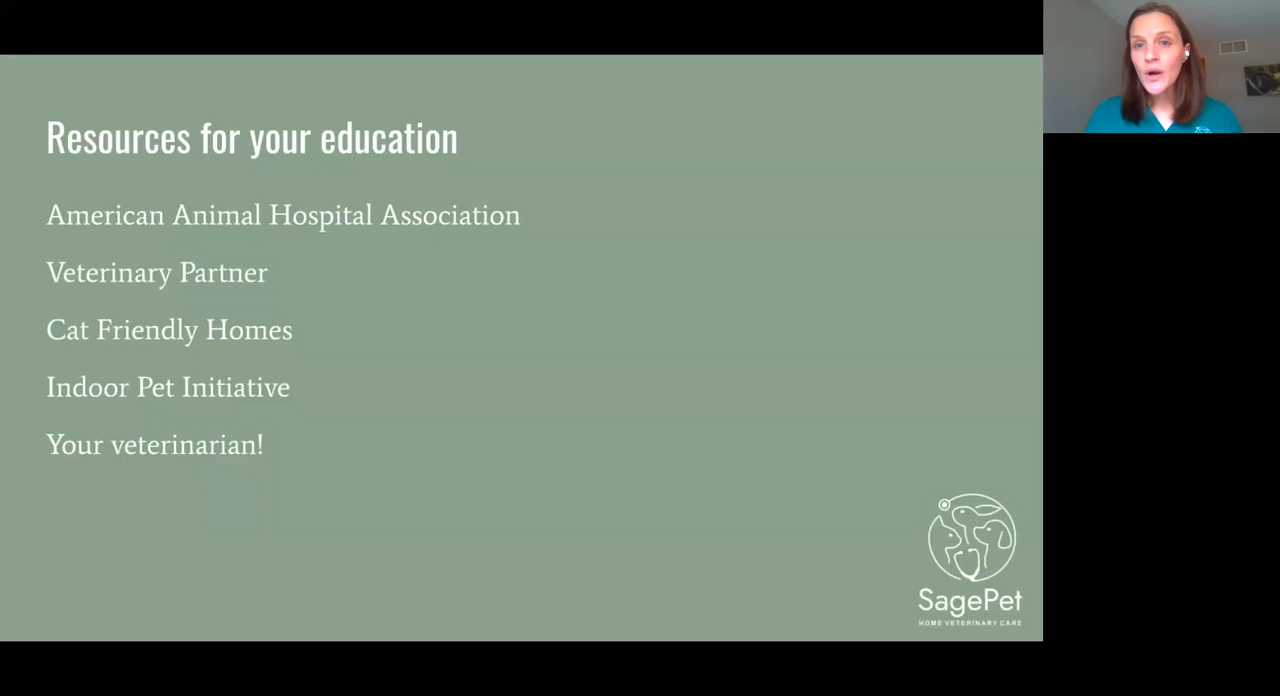 Resources for your education
American Animal Hospital Association
Veterinary Partner
Cat Friendly Homes
Indoor Pet Initiative
Your veterinarian!
SagePet
HOME VETERINARY CARE